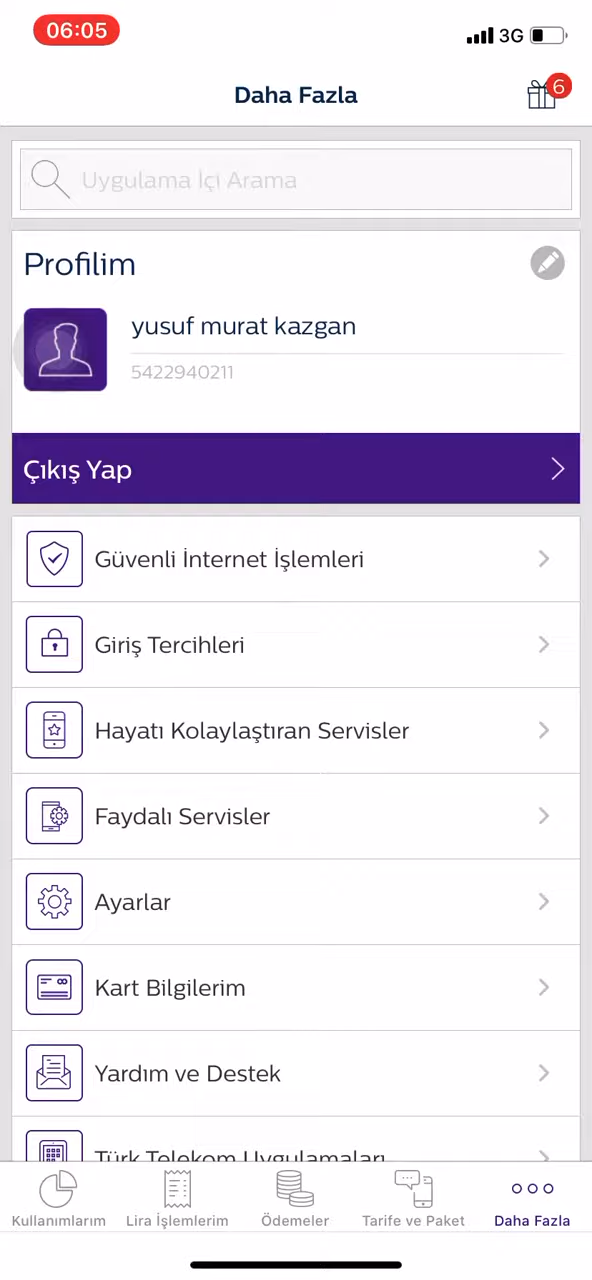 06:05
3G
Daha Fazla
6
Uygulama İçi Arama
Profilim
yusuf murat kazgan
5422940211
Çıkış Yap
Güvenli İnternet İşlemleri
Giriş Tercihleri
Hayatı Kolaylaştıran Servisler
Faydalı Servisler
Ayarlar
Kart Bilgilerim
Yardım ve Destek
Türk Telekom Uygulamaları
Kullanımlarım
Lira İşlemlerim
Ödemeler
Tarife ve Paket
Daha Fazla